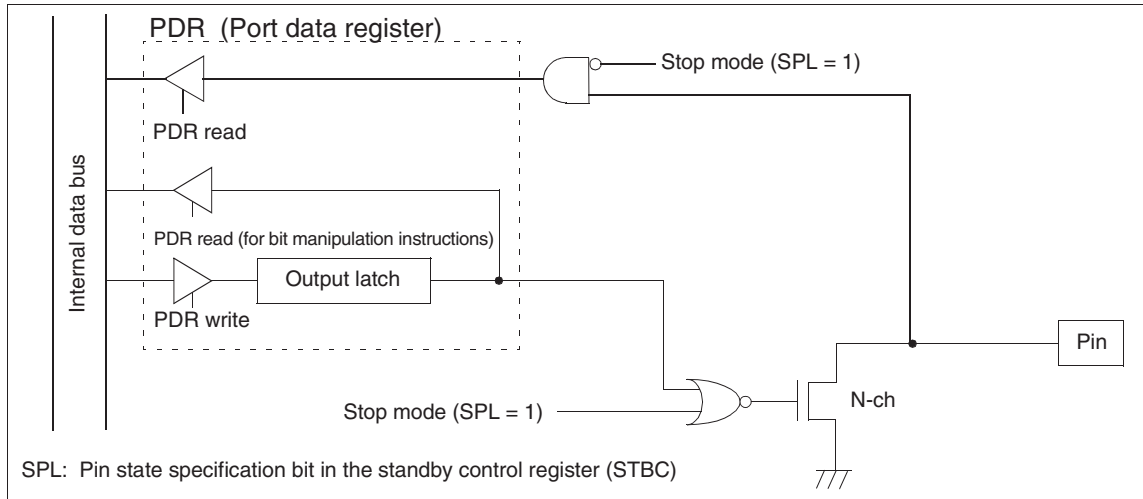 PDR (Port data register)
Stop mode (SPL = 1)
PDR read
Internal data bus
PDR read (for bit manipulation instructions)
Output latch
PDR write
Pin
N-ch
Stop mode (SPL = 1)
SPL: Pin state specification bit in the standby control register (STBC)